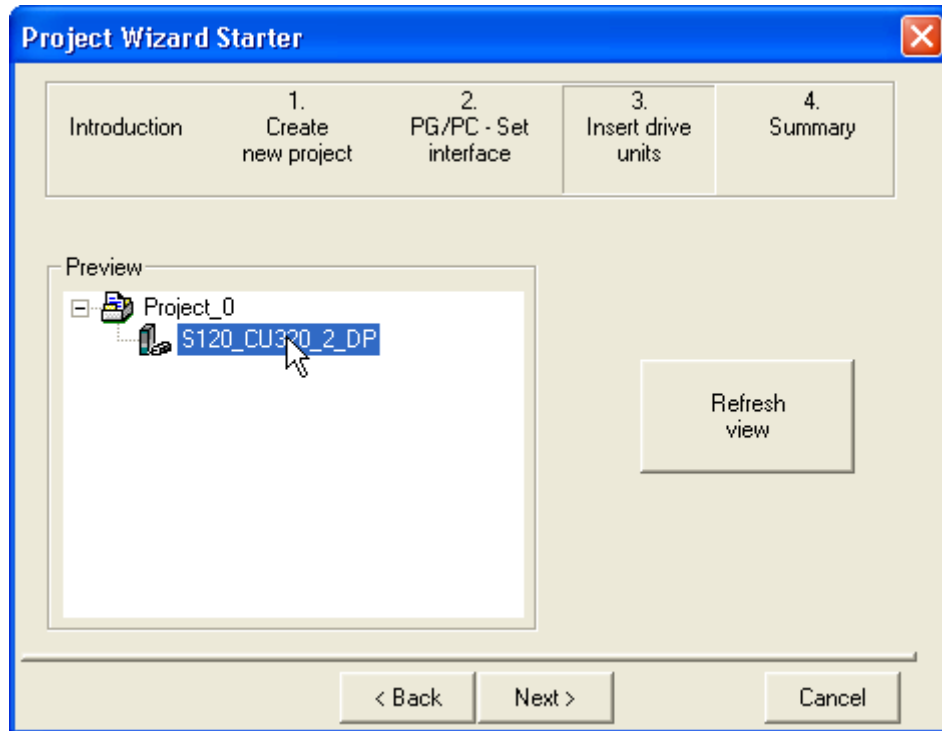 Project Wizard Starter
Introduction
1.
Create
new project
2.
PG/PC - Set
interface
3.
Insert drive
units
4.
Summary
Preview
Project_0
S120_CU320_2_DP
Refresh
view
< Back
Next >
Cancel